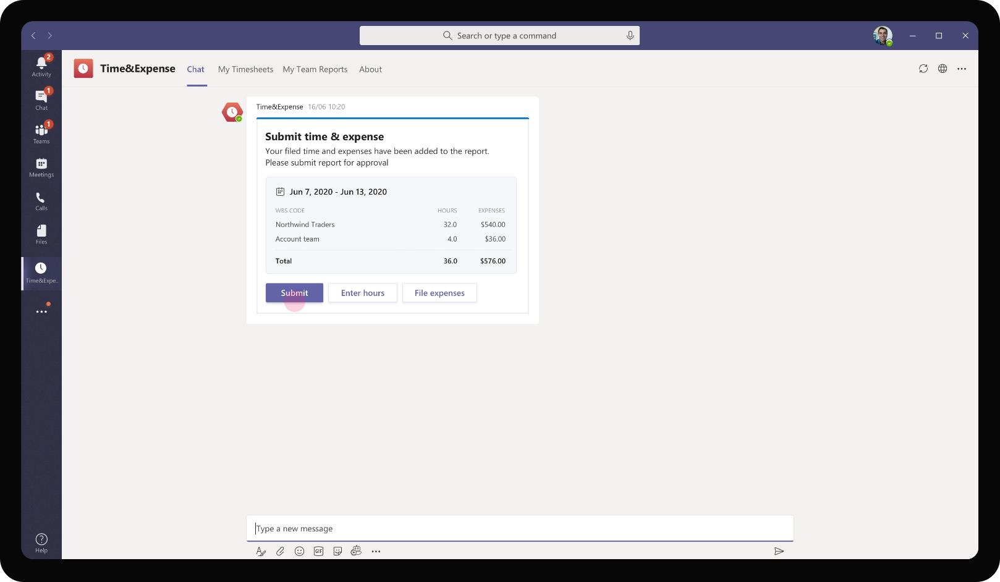 Search or type a command
2
Activity
1
Chat
1
Teams
Meetings
Calls
Files
Time&Expe..
Help
Time&Expense Chat My Timesheets My Team Reports About
Time&Expense 16/06 10:20
Submit time & expense
Your filed time and expenses have been added to the report.
Please submit report for approval
Jun 7, 2020 - Jun 13, 2020
WBS CODE HOURS EXPENSES
Northwind Traders 32.0 $540.00
Account team 4.0 $36.00
Total 36.0 $576.00
Submit Enter hours File expenses
Type a new message
GIF